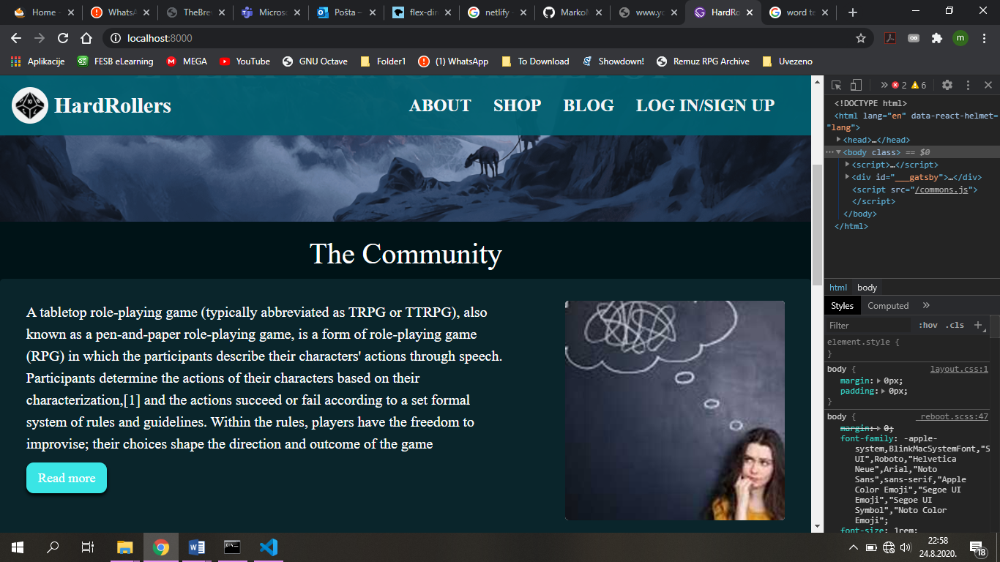 Home –
WhatsA
TheBre
Microso
Pošta –
flex-din
netlify -
MarkoM
www.yo
HardRo
word te
localhost:8000
m
Aplikacije
FESB eLearning
MEGA
YouTube
GNU Octave
Folder1
(1) WhatsApp
To Download
Showdown!
Remuz RPG Archive
Uvezeno
HardRollers
ABOUT SHOP BLOG LOG IN/SIGN UP
The Community
A tabletop role-playing game (typically abbreviated as TRPG or TTRPG), also
known as a pen-and-paper role-playing game, is a form of role-playing game
(RPG) in which the participants describe their characters' actions through speech.
Participants determine the actions of their characters based on their
characterization,[1] and the actions succeed or fail according to a set formal
system of rules and guidelines. Within the rules, players have the freedom to
improvise; their choices shape the direction and outcome of the game
Read more
» 2 6
<!DOCTYPE html>
<html lang="en" data-react-helmet=
"lang">
<head>…</head>
<body class> == $0
<script>…</script>
<div id="___gatsby">…</div>
<script src="/commons.js">
</script>
</body>
</html>
html body
Styles Computed »
Filter :hov .cls +
element.style {
}
body { layout.css:1
margin: 0px;
padding: 0px;
}
body { _reboot.scss:47
margin: 0;
font-family: -apple-
system,BlinkMacSystemFont,"S
UI",Roboto,"Helvetica
Neue",Arial,"Noto
Sans",sans-serif,"Apple
Color Emoji","Segoe UI
Emoji","Segoe UI
Symbol","Noto Color
Emoji";
font-size: 1rem;
22:58
24.8.2020.
18